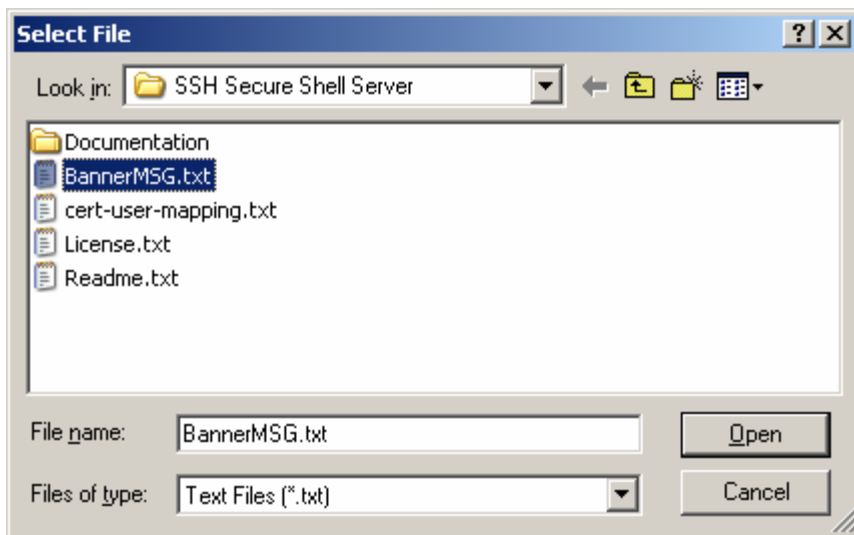 Select File
Look in: SSH Secure Shell Server
Documentation
BannerMSG.txt
cert-user-mapping.txt
License.txt
Readme.txt
File name: BannerMSG.txt Open
Files of type: Text Files (*.txt) Cancel